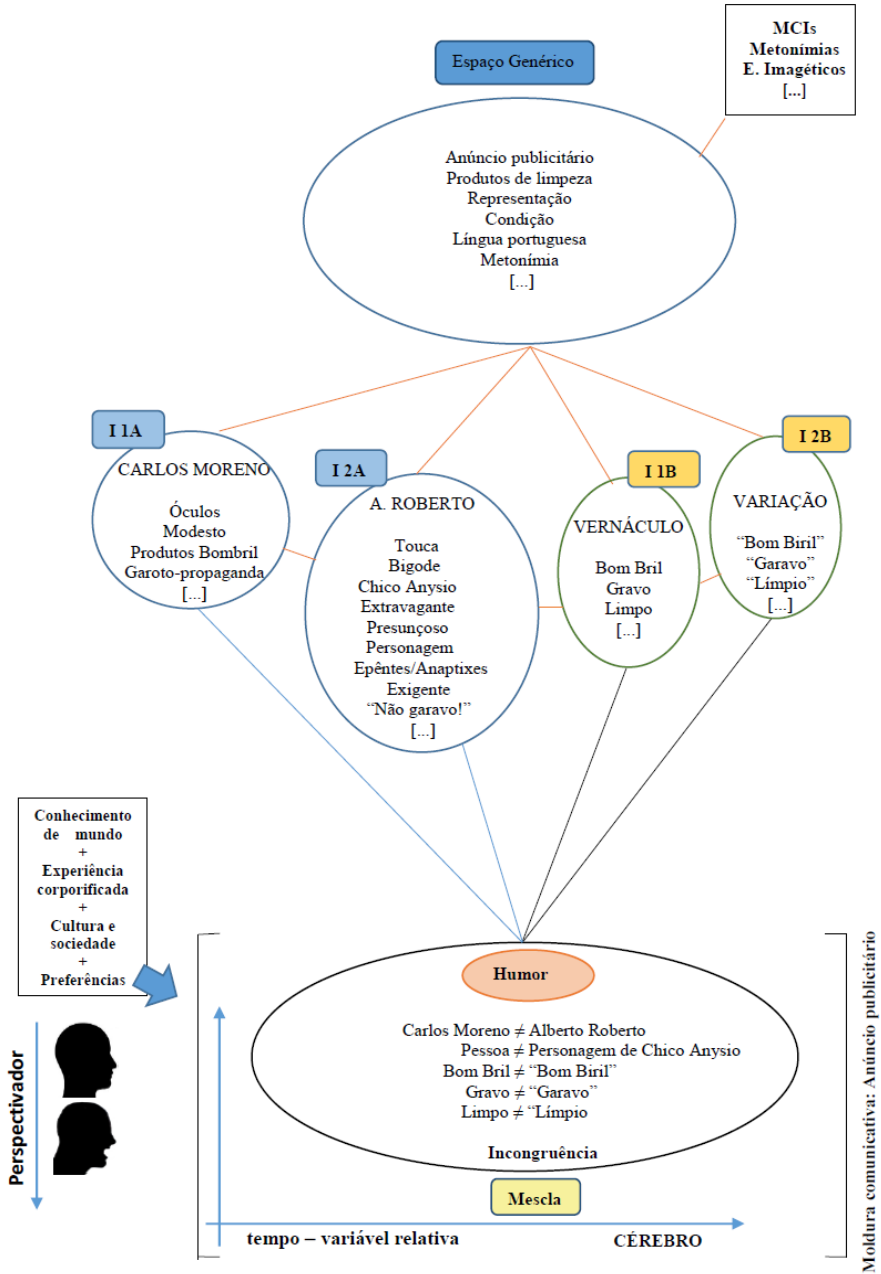 Espaço Genérico
MCIs
Metonímias
E. Imagéticos
[...]
Anúncio publicitário
Produtos de limpeza
Representação
Condição
Língua portuguesa
Metonímia
[...]
I 1A
CARLOS MORENO
Óculos
Modesto
Produtos Bombril
Garoto-propaganda
[...]
I 2A
A. ROBERTO
Touca
Bigode
Chico Anysio
Extravagante
Presunçoso
Personagem
Epêntes/Anaptixes
Exigente
“Não garavo!”
[...]
I 1B
VERNÁCULO
Bom Bril
Gravo
Limpo
[...]
I 2B
VARIAÇÃO
“Bom Biril”
“Garavo”
“Límpio”
[...]
Conhecimento
de mundo
+
Experiência
corporificada
+
Cultura e
sociedade
+
Preferências
Perspectivador
Humor
Carlos Moreno ≠ Alberto Roberto
Pessoa ≠ Personagem de Chico Anysio
Bom Bril ≠ “Bom Biril”
Gravo ≠ “Garavo”
Limpo ≠ “Límpio
Incongruência
Mescla
tempo – variável relativa
CÉREBRO
Moldura comunicativa: Anúncio publicitário